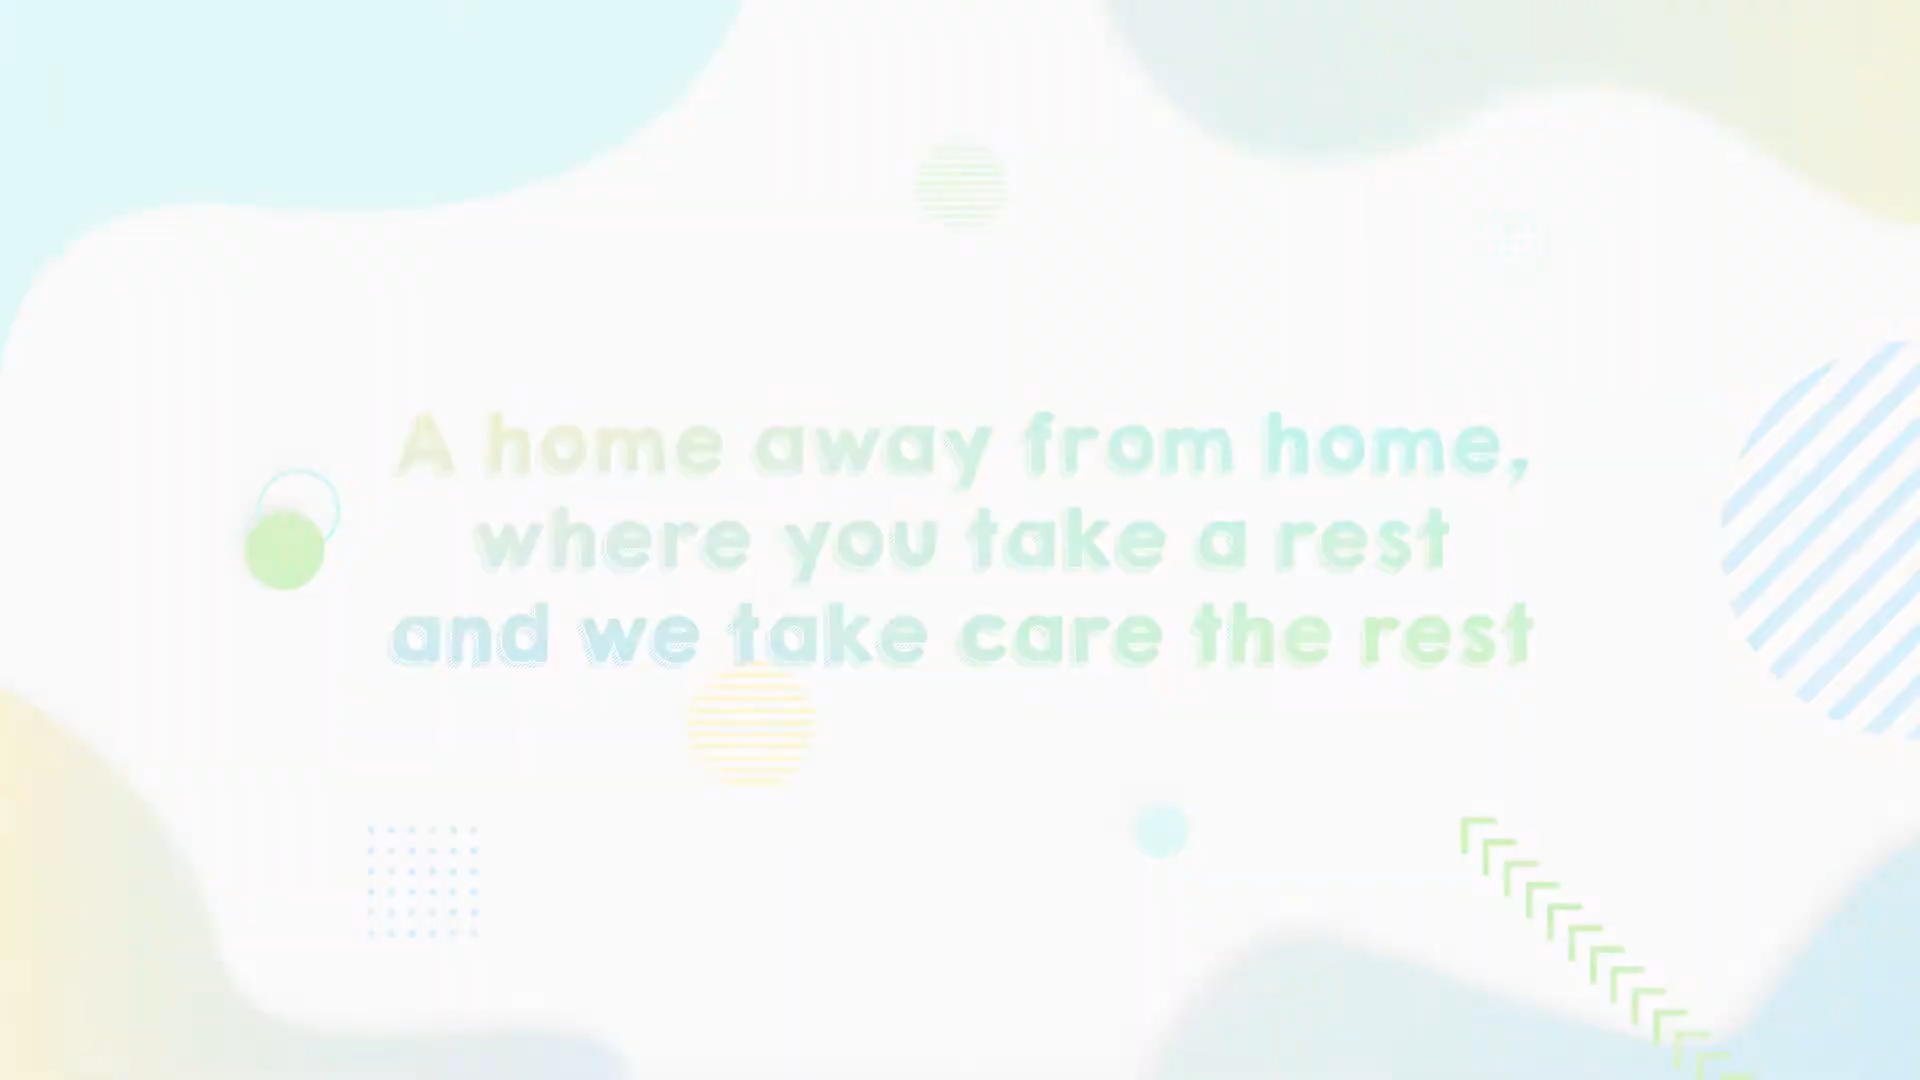 A home away from home,
where you take a rest
and we take care the rest